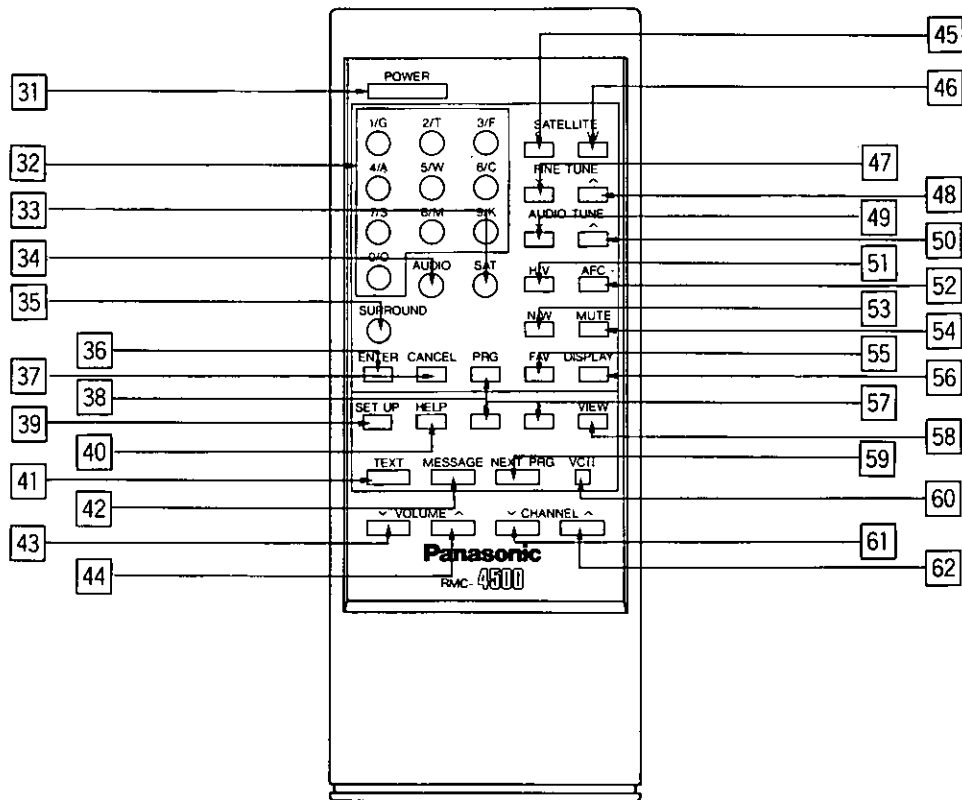 45
POWER
31
46
1/G 2/T 3/F
SATELLITE
32
47
FINE TUNE
4/A 5/W 6/C
33
48
49
7/S 8/M 9/K
AUDIO TUNE
34
50
0/O AUDIO SAT H/V AFC
51
35
52
SURROUND N/W MUTE
53
36
54
55
ENTER CANCEL PRG FAV DISPLAY
37
56
38
57
SET UP HELP VIEW
39
58
40
59
TEXT MESSAGE NEXT PRG VCII
41
60
42
VOLUME CHANNEL
43
61
Panasonic
44
62
RMC-4500